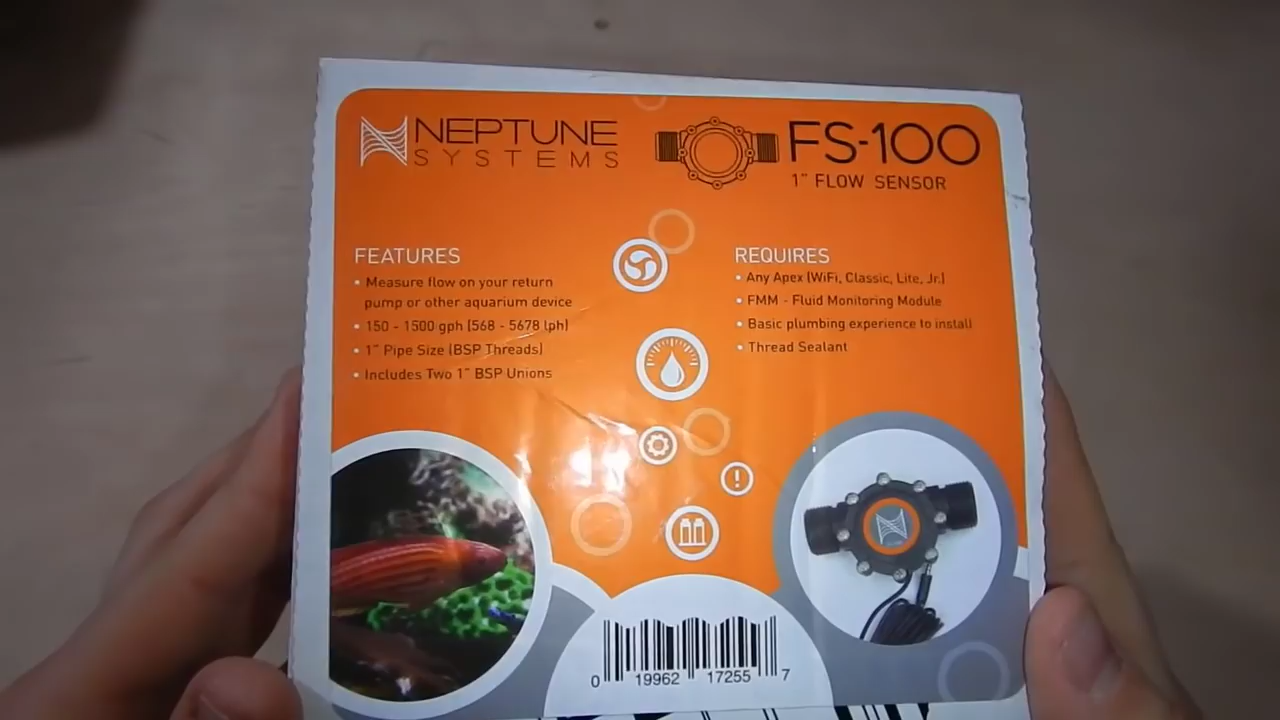 NEPTUNE
SYSTEMS
FS-100
1" FLOW SENSOR
FEATURES
• Measure flow on your return
pump or other aquarium device
• 150 - 1500 gph (568 - 5678 lph)
• 1" Pipe Size (BSP Threads)
• Includes Two 1" BSP Unions
REQUIRES
• Any Apex (WiFi, Classic, Lite, Jr.)
• FMM - Fluid Monitoring Module
• Basic plumbing experience to install
• Thread Sealant
0 19962 17255 7